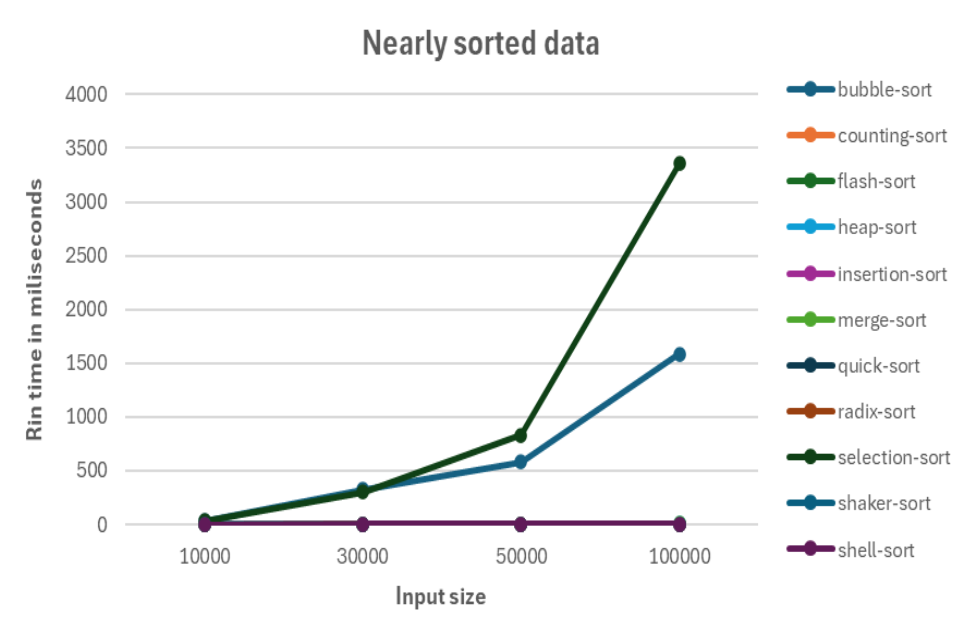 Nearly sorted data
4000
3500
3000
2500
2000
1500
1000
500
0
Rin time in miliseconds
10000 30000 50000 100000
Input size
bubble-sort
counting-sort
flash-sort
heap-sort
insertion-sort
merge-sort
quick-sort
radix-sort
selection-sort
shaker-sort
shell-sort